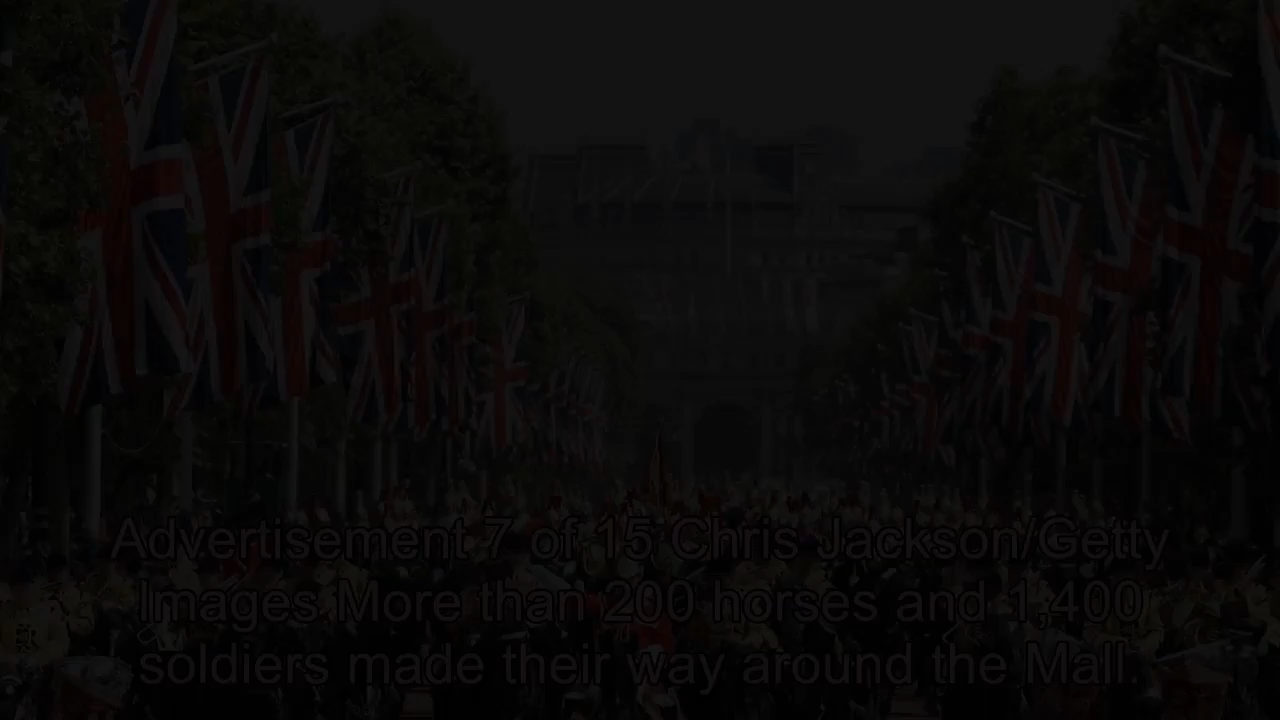 Advertisement 7 of 15 Chris Jackson/Getty
Images More than 200 horses and 1,400
soldiers made their way around the Mall.